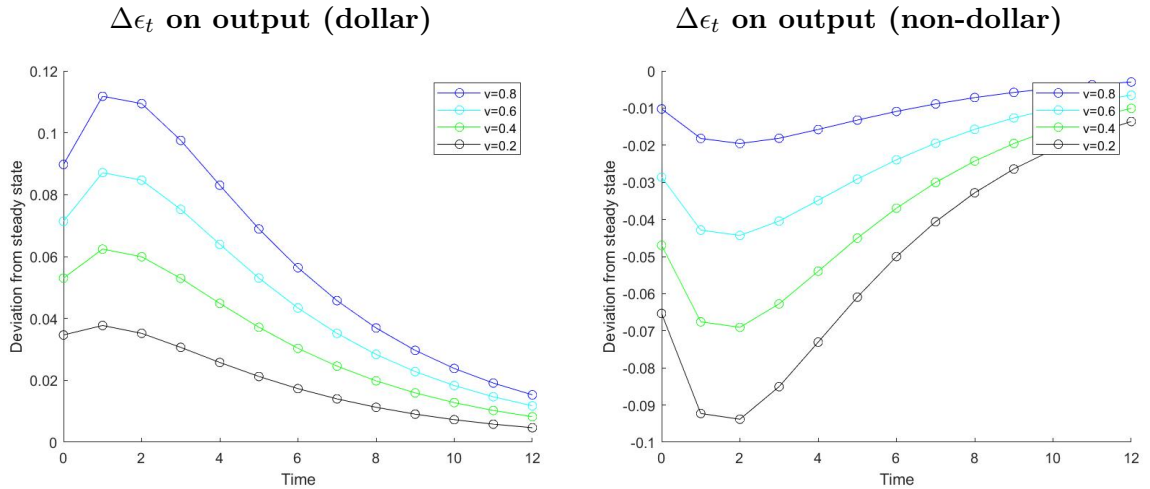 Δϵt on output (dollar)
0.12
0.1
0.08
0.06
0.04
0.02
0
Deviation from steady state
0 2 4 6 8 10 12
Time
v=0.8
v=0.6
v=0.4
v=0.2
Δϵt on output (non-dollar)
0
-0.01
-0.02
-0.03
-0.04
-0.05
-0.06
-0.07
-0.08
-0.09
-0.1
Deviation from steady state
0 2 4 6 8 10 12
Time
v=0.8
v=0.6
v=0.4
v=0.2